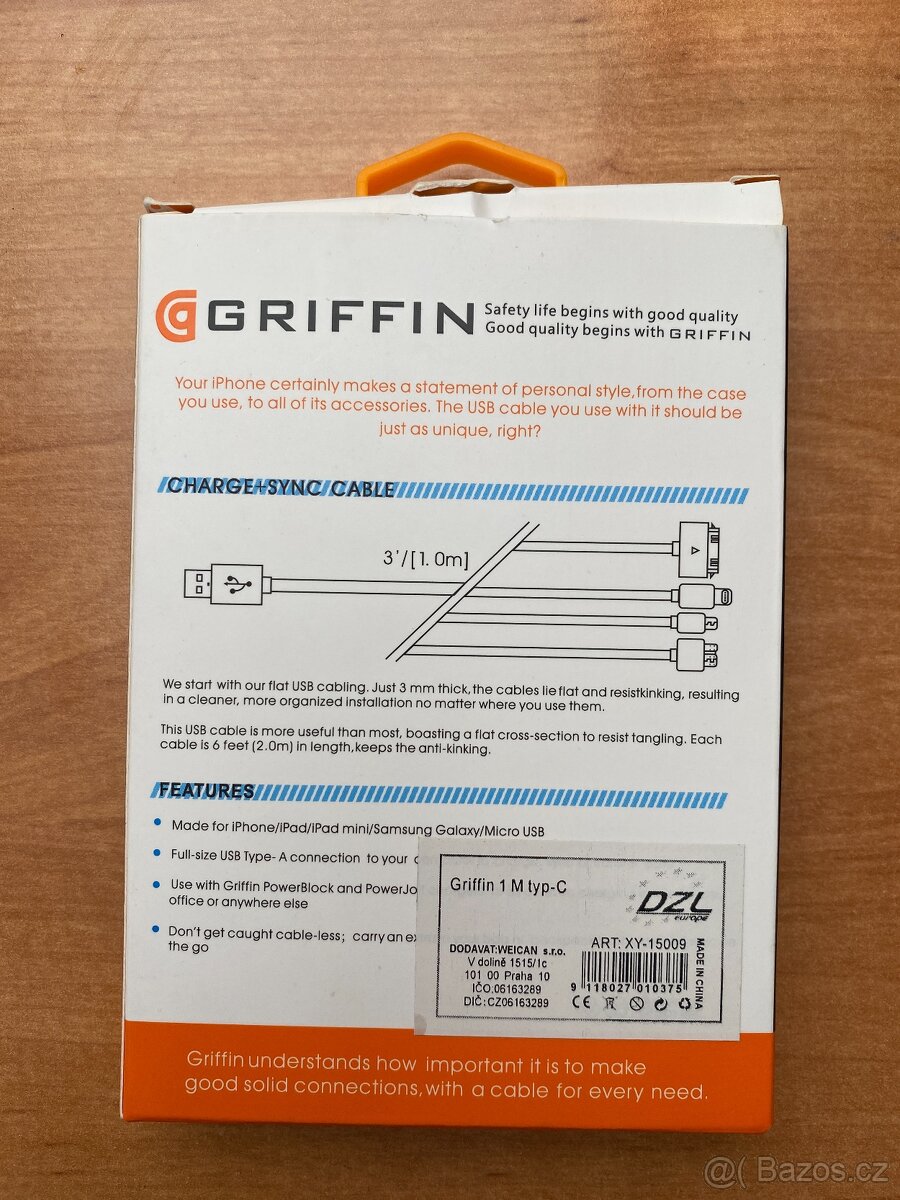 GRIFFIN
Safety life begins with good quality
Good quality begins with GRIFFIN
Your iPhone certainly makes a statement of personal style,from the case
you use, to all of its accessories. The USB cable you use with it should be
just as unique, right?
CHARGE+SYNC CABLE
3'/[1.0m]
We start with our flat USB cabling. Just 3 mm thick,the cables lie flat and resistkinking, resulting
in a cleaner, more organized installation no matter where you use them.
This USB cable is more useful than most, boasting a flat cross-section to resist tangling. Each
cable is 6 feet (2.0m) in length,keeps the anti-kinking.
FEATURES
Made for iPhone/iPad/iPad mini/Samsung Galaxy/Micro USB
Full-size USB Type- A connection to your
Use with Griffin PowerBlock and PowerJo
office or anywhere else
Don't get caught cable-less; carry an ex
the go
Griffin 1 M typ-C
DZL
europe
DODAVAT:WEICAN s.r.o.
V dolině 1515/1c
101 00 Praha 10
IČO:06163289
DIČ:CZ06163289
ART: XY-15009
9 118027 010375
MADE IN CHINA
CE
Griffin understands how important it is to make
good solid connections,with a cable for every need.
@( Bazos.cz